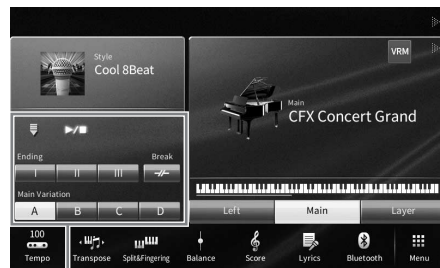 Style
Cool 8Beat
VRM
Main
CFX Concert Grand
Ending
Break
I II III
Main Variation
A B C D
Left Main Layer
100
Tempo Transpose Split&Fingering Balance Score Lyrics Bluetooth Menu